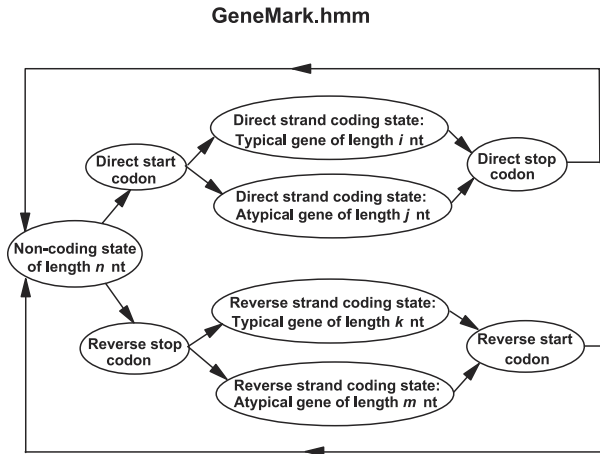 GeneMark.hmm
Direct strand coding state:
Typical gene of length i nt
Direct start
codon
Direct stop
codon
Direct strand coding state:
Atypical gene of length j nt
Non-coding state
of length n nt
Reverse strand coding state:
Typical gene of length k nt
Reverse stop
codon
Reverse start
codon
Reverse strand coding state:
Atypical gene of length m nt